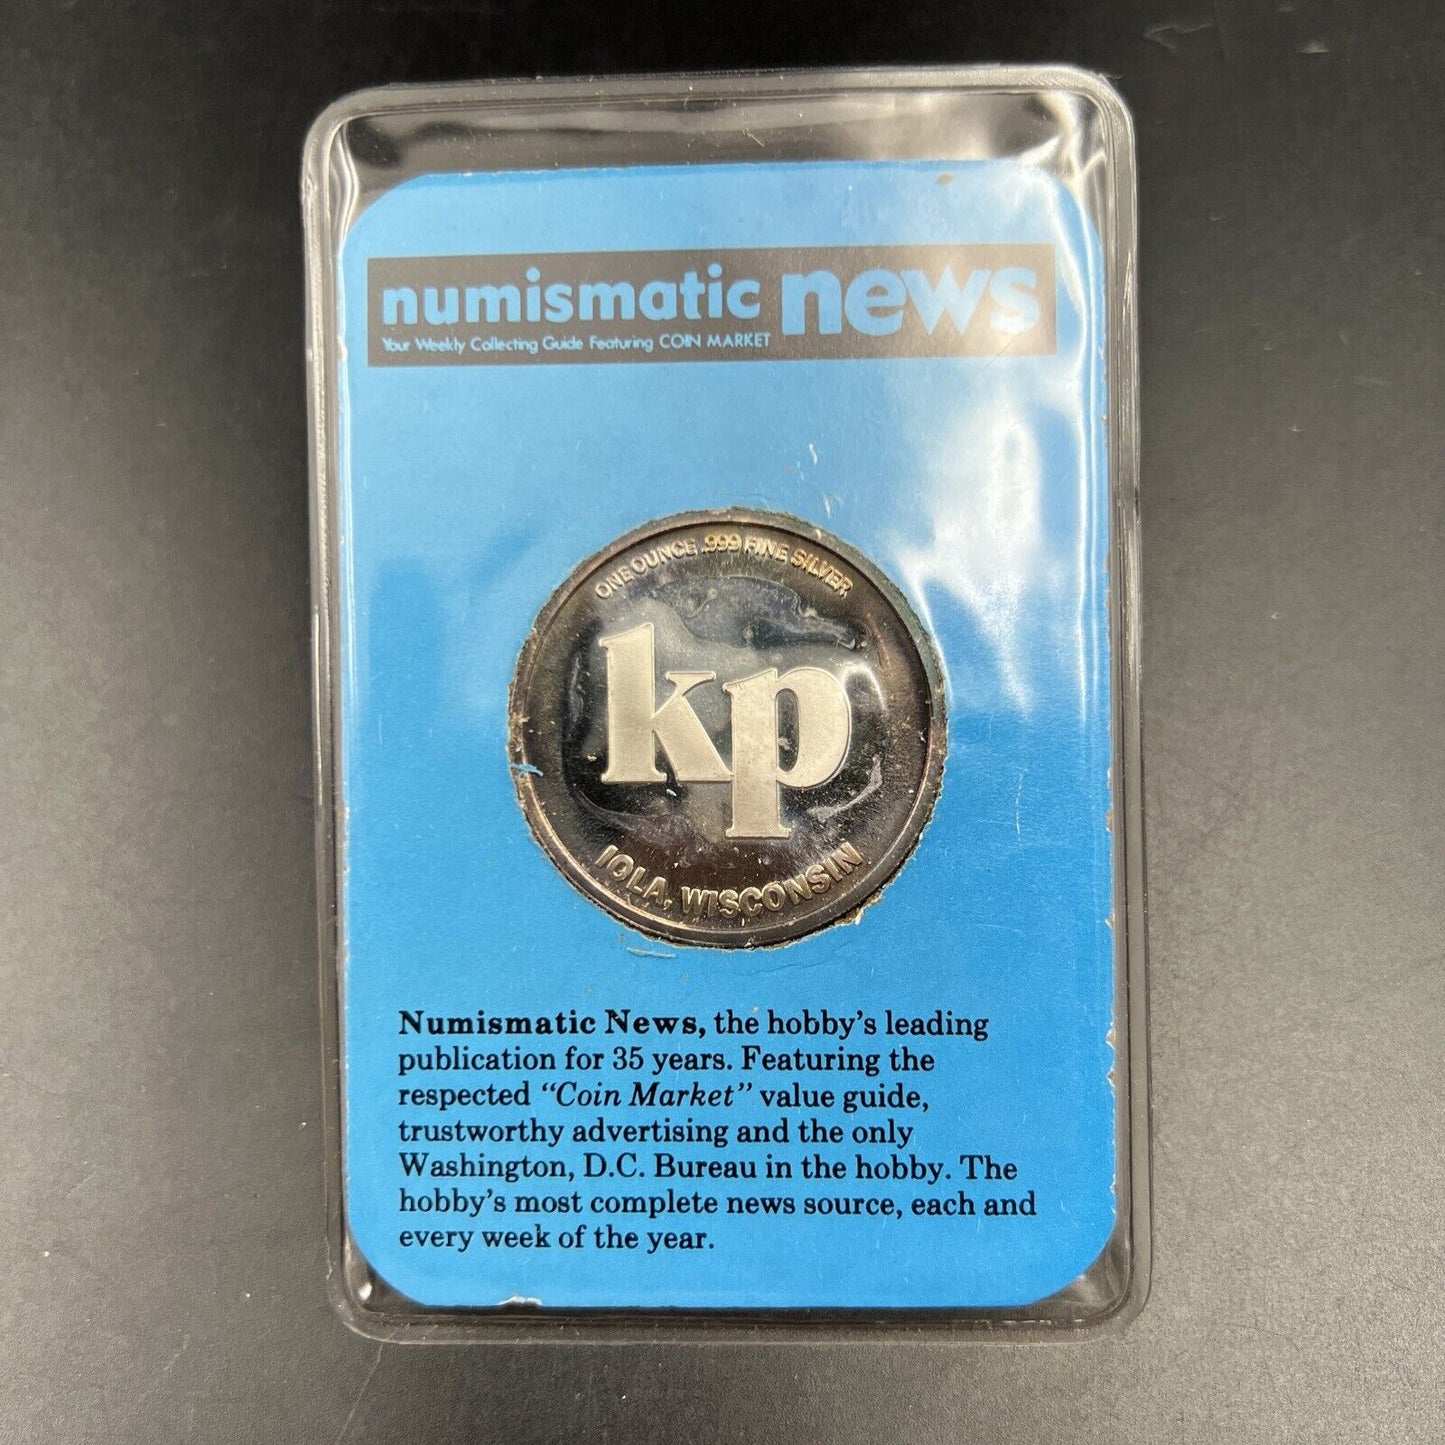 numismatic news
Your Weekly Collecting Guide Featuring COIN MARKET
ONE OUNCE .999 FINE SILVER
kp
IOLA, WISCONSIN
Numismatic News, the hobby's leading
publication for 35 years. Featuring the
respected "Coin Market" value guide,
trustworthy advertising and the only
Washington, D.C. Bureau in the hobby. The
hobby's most complete news source, each and
every week of the year.